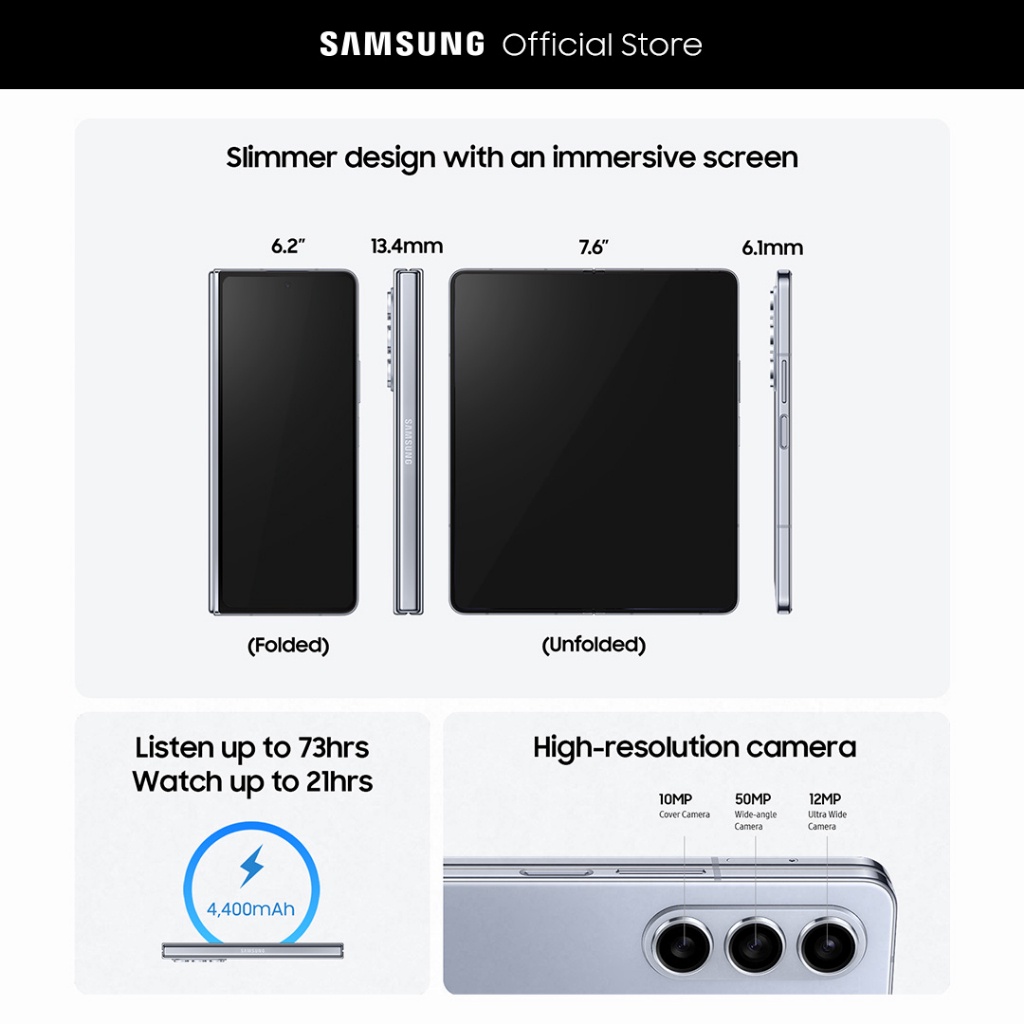 SAMSUNG Official Store
Slimmer design with an immersive screen
6.2"
13.4mm
7.6"
6.1mm
SAMSUNG
(Folded)
(Unfolded)
Listen up to 73hrs
Watch up to 21hrs
4,400mAh
SAMSUNG
High-resolution camera
10MP
Cover Camera
50MP
Wide-angle
Camera
12MP
Ultra Wide
Camera